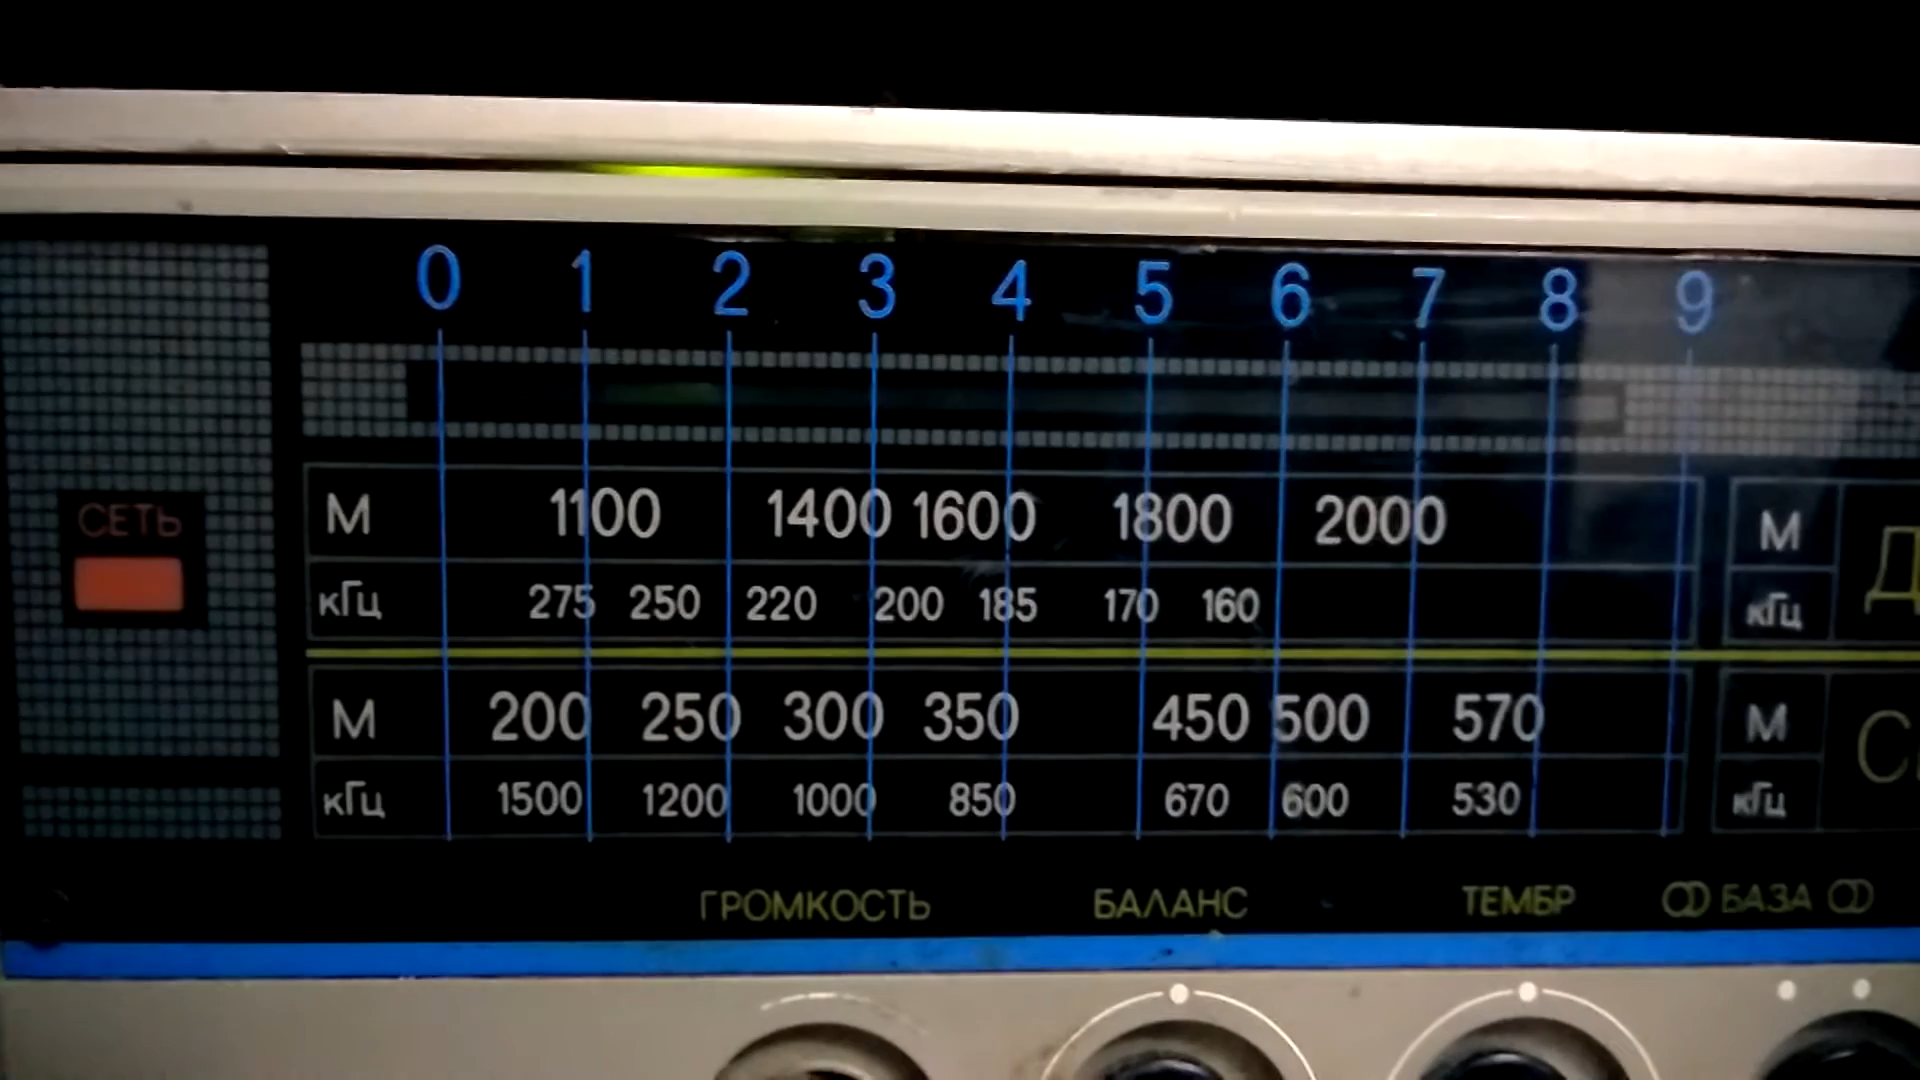 0 1 2 3 4 5 6 7 8 9
М 1100 1400 1600 1800 2000 М
СЕТЬ
кГц 275 250 220 200 185 170 160 кГц
М 200 250 300 350 450 500 570 М
кГц 1500 1200 1000 850 670 600 530 кГц
ГРОМКОСТЬ БАЛАНС ТЕМБР БАЗА